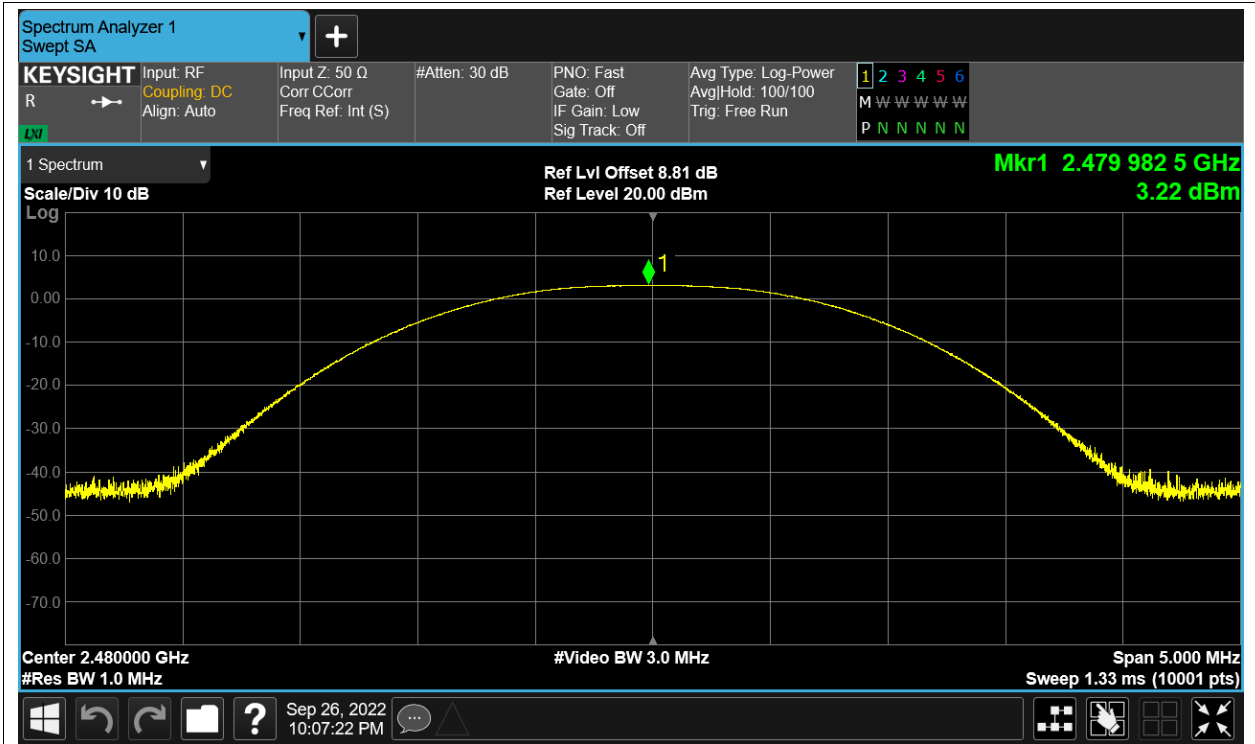 Spectrum Analyzer 1
Swept SA
KEYSIGHT
R
LXI
Input: RF
Coupling: DC
Align: Auto
Input Z: 50 Ω
Corr CCorr
Freq Ref: Int (S)
#Atten: 30 dB
PNO: Fast
Gate: Off
IF Gain: Low
Sig Track: Off
Avg Type: Log-Power
Avg|Hold: 100/100
Trig: Free Run
1 2 3 4 5 6
M W W W W W
P N N N N N
1 Spectrum
Scale/Div 10 dB
Log
Ref Lvl Offset 8.81 dB
Ref Level 20.00 dBm
Mkr1 2.479 982 5 GHz
3.22 dBm
1
10.0
0.00
-10.0
-20.0
-30.0
-40.0
-50.0
-60.0
-70.0
Center 2.480000 GHz
#Res BW 1.0 MHz
#Video BW 3.0 MHz
Span 5.000 MHz
Sweep 1.33 ms (10001 pts)
?
Sep 26, 2022
10:07:22 PM